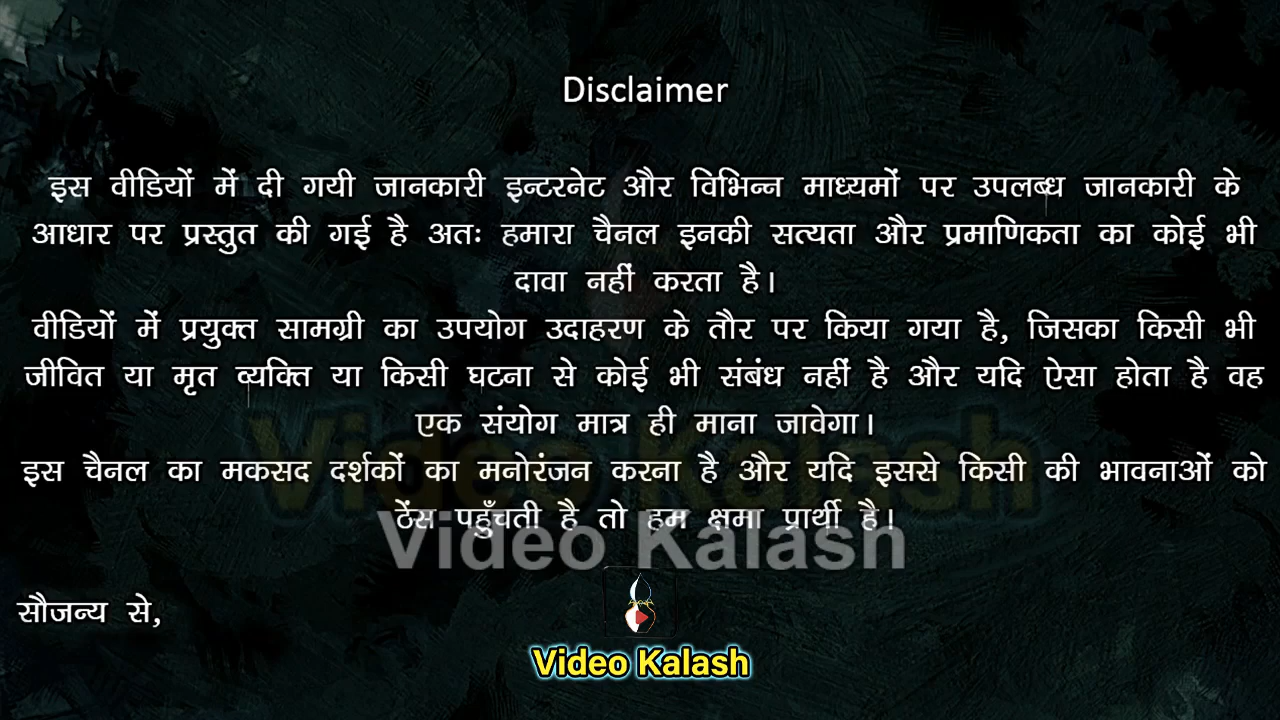 Disclaimer
इस वीडियों में दी गयी जानकारी इन्टरनेट और विभिन्न माध्यमों पर उपलब्ध जानकारी के
आधार पर प्रस्तुत की गई है अतः हमारा चैनल इनकी सत्यता और प्रमाणिकता का कोई भी
दावा नहीं करता है।
वीडियों में प्रयुक्त सामग्री का उपयोग उदाहरण के तौर पर किया गया है, जिसका किसी भी
जीवित या मृत व्यक्ति या किसी घटना से कोई भी संबंध नहीं है और यदि ऐसा होता है वह
एक संयोग मात्र ही माना जावेगा।
Video Kalash
इस चैनल का मकसद दर्शकों का मनोरंजन करना है और यदि इससे किसी की भावनाओं को
ठेंस पहुँचती है तो हम क्षमा प्रार्थी है।
Video Kalash
सौजन्य से,
Video Kalash